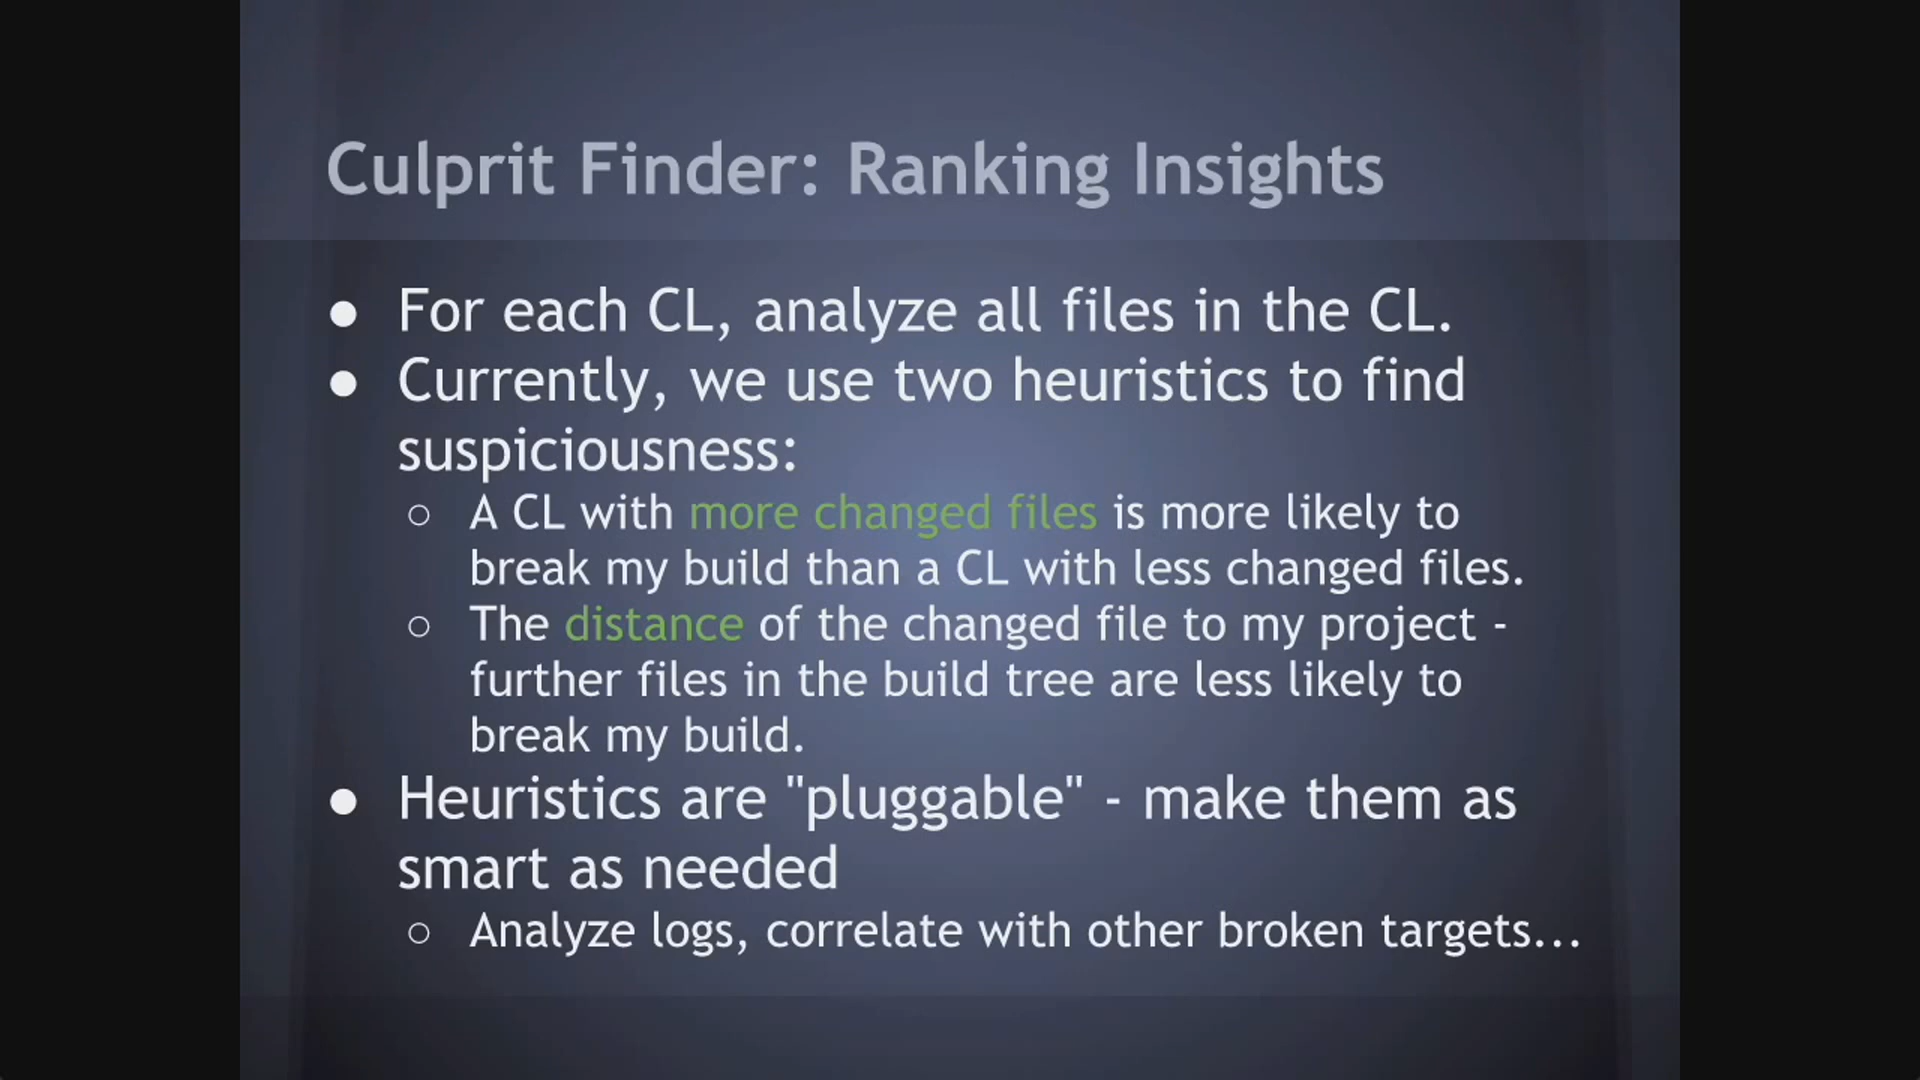 Culprit Finder: Ranking Insights
● For each CL, analyze all files in the CL.
● Currently, we use two heuristics to find
suspiciousness:
○ A CL with more changed files is more likely to
break my build than a CL with less changed files.
○ The distance of the changed file to my project -
further files in the build tree are less likely to
break my build.
● Heuristics are "pluggable" - make them as
smart as needed
○ Analyze logs, correlate with other broken targets...